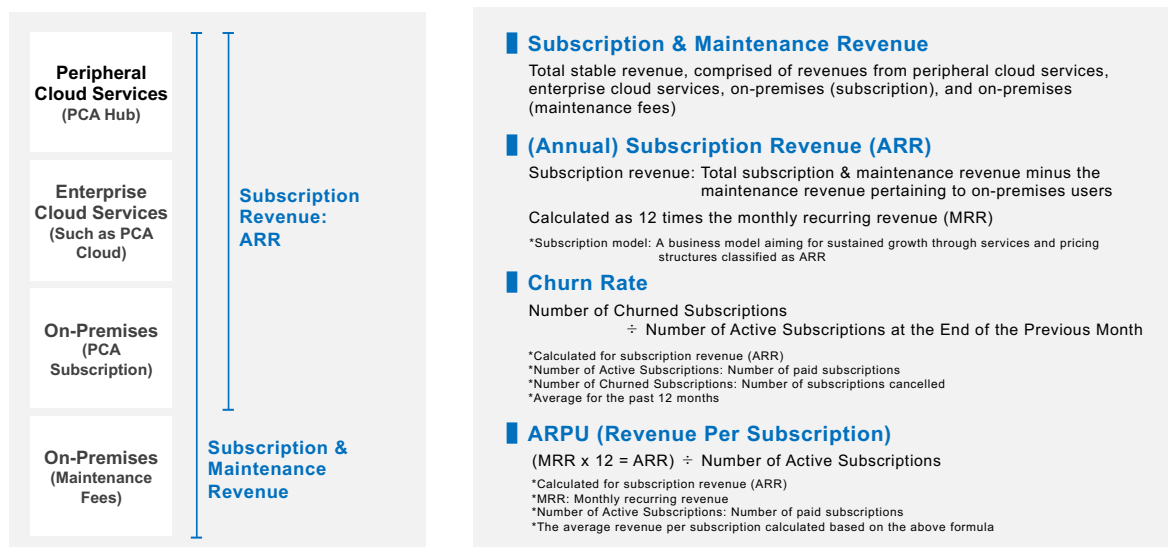 Peripheral
Cloud Services
(PCA Hub)
Enterprise
Cloud Services
(Such as PCA
Cloud)
On-Premises
(PCA
Subscription)
On-Premises
(Maintenance
Fees)
Subscription
Revenue:
ARR
Subscription &
Maintenance
Revenue
Subscription & Maintenance Revenue
Total stable revenue, comprised of revenues from peripheral cloud services,
enterprise cloud services, on-premises (subscription), and on-premises
(maintenance fees)
(Annual) Subscription Revenue (ARR)
Subscription revenue: Total subscription & maintenance revenue minus the
maintenance revenue pertaining to on-premises users
Calculated as 12 times the monthly recurring revenue (MRR)
*Subscription model: A business model aiming for sustained growth through services and pricing
structures classified as ARR
Churn Rate
Number of Churned Subscriptions
÷ Number of Active Subscriptions at the End of the Previous Month
*Calculated for subscription revenue (ARR)
*Number of Active Subscriptions: Number of paid subscriptions
*Number of Churned Subscriptions: Number of subscriptions cancelled
*Average for the past 12 months
ARPU (Revenue Per Subscription)
(MRR x 12 = ARR) ÷ Number of Active Subscriptions
*Calculated for subscription revenue (ARR)
*MRR: Monthly recurring revenue
*Number of Active Subscriptions: Number of paid subscriptions
*The average revenue per subscription calculated based on the above formula